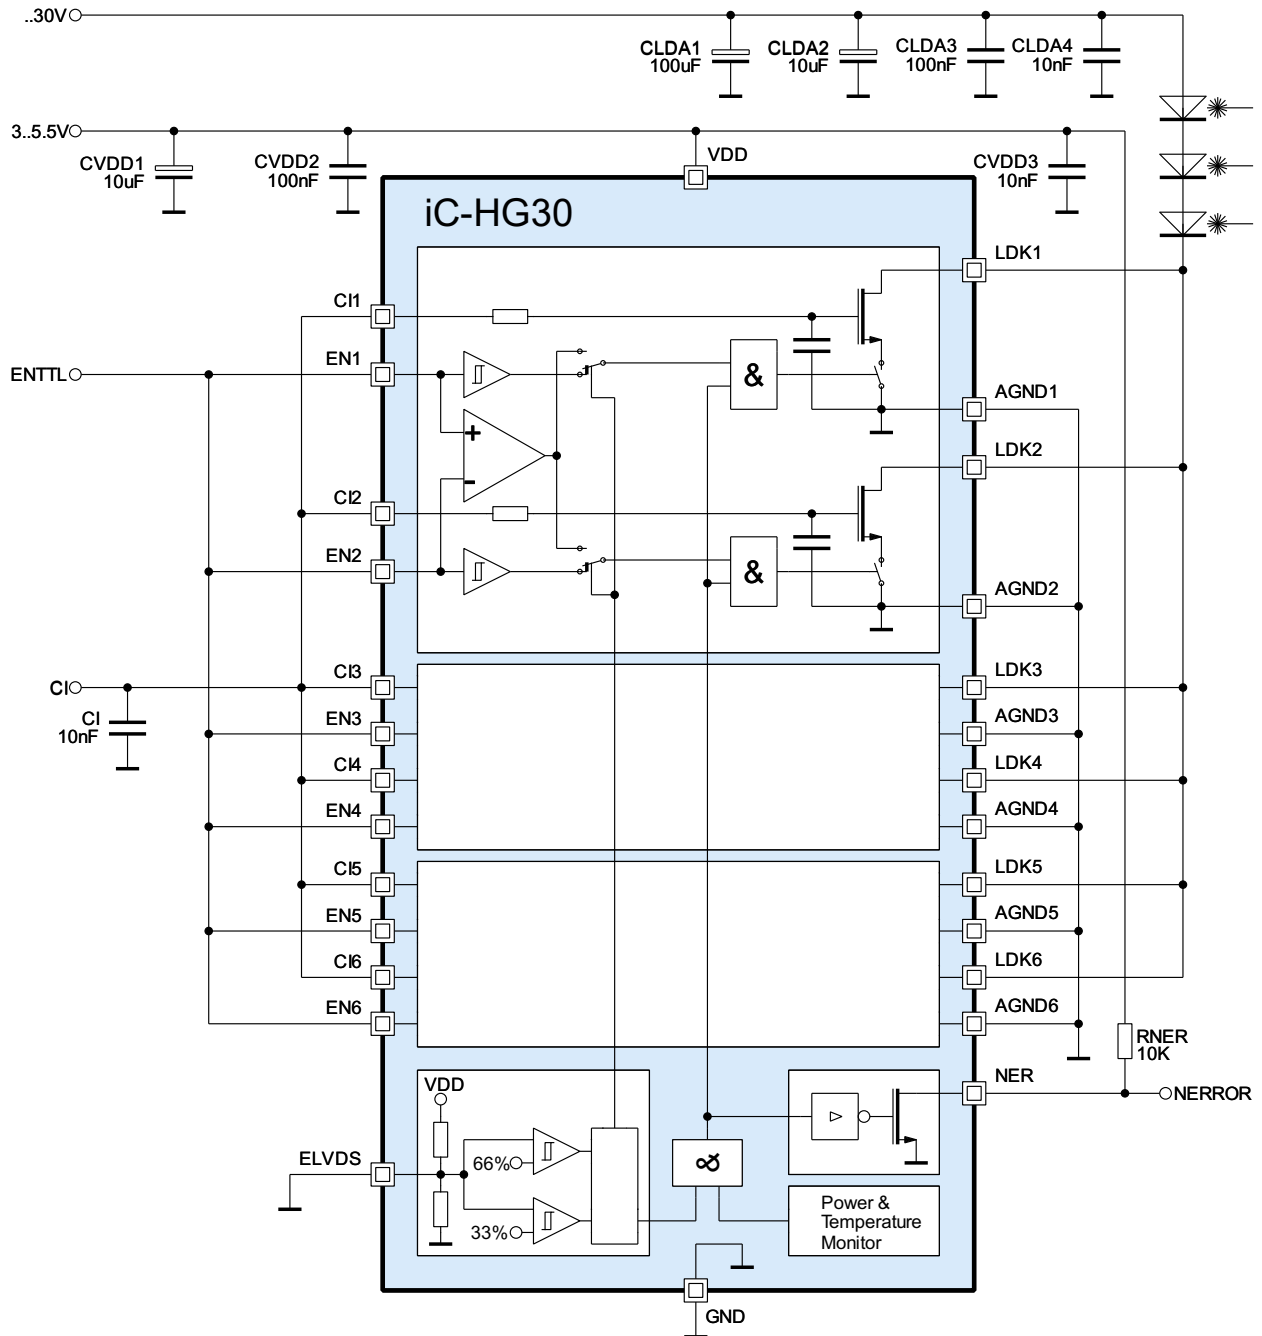 ..30V
CLDA1
100uF
CLDA2
10uF
CLDA3
100nF
CLDA4
10nF
3..5.5V
CVDD1
10uF
CVDD2
100nF
VDD
CVDD3
10nF
iC-HG30
LDK1
CI1
EN1
ENTTL
&
AGND1
+
LDK2
-
CI2
EN2
&
AGND2
CI3
LDK3
CI
CI
10nF
EN3
AGND3
CI4
LDK4
EN4
AGND4
CI5
LDK5
EN5
AGND5
CI6
LDK6
EN6
AGND6
RNER
10K
VDD
NER
NERROR
ELVDS
66%
&
33%
Power &
Temperature
Monitor
GND